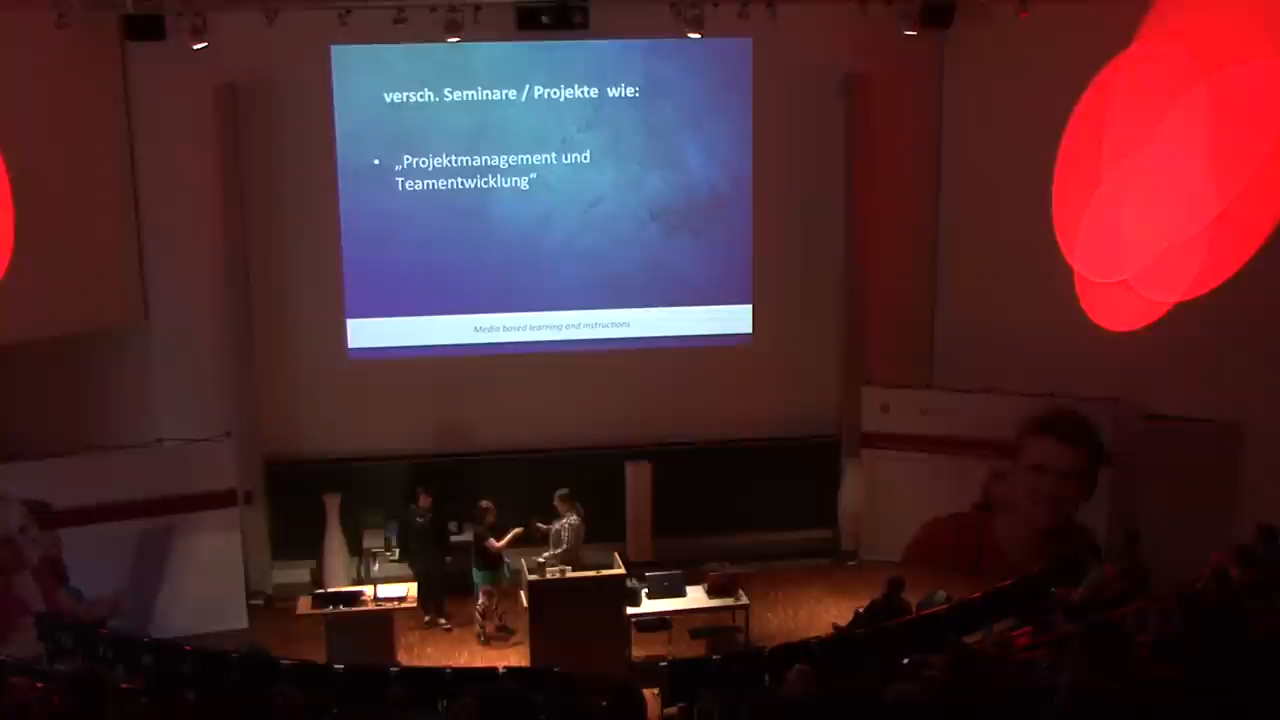 versch. Seminare / Projekte wie:
• „Projektmanagement und
Teamentwicklung“
Media based learning and instructions